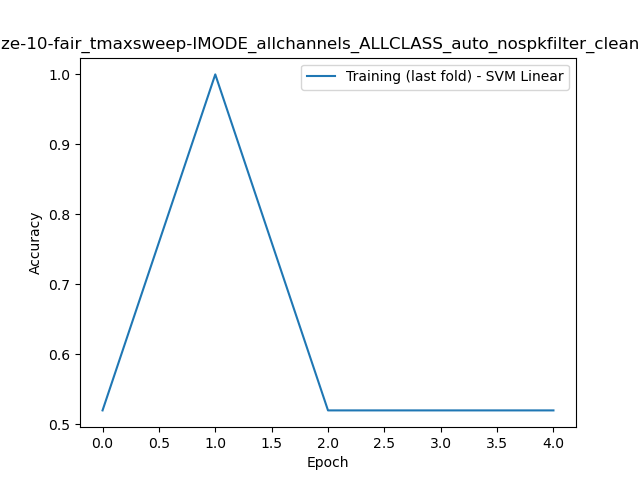 ze-10-fair_tmaxsweep-IMODE_allchannels_ALLCLASS_auto_nospkfilter_clean
Training (last fold) - SVM Linear
1.0
0.9
0.8
0.7
0.6
0.5
Accuracy
0.0 0.5 1.0 1.5 2.0 2.5 3.0 3.5 4.0
Epoch